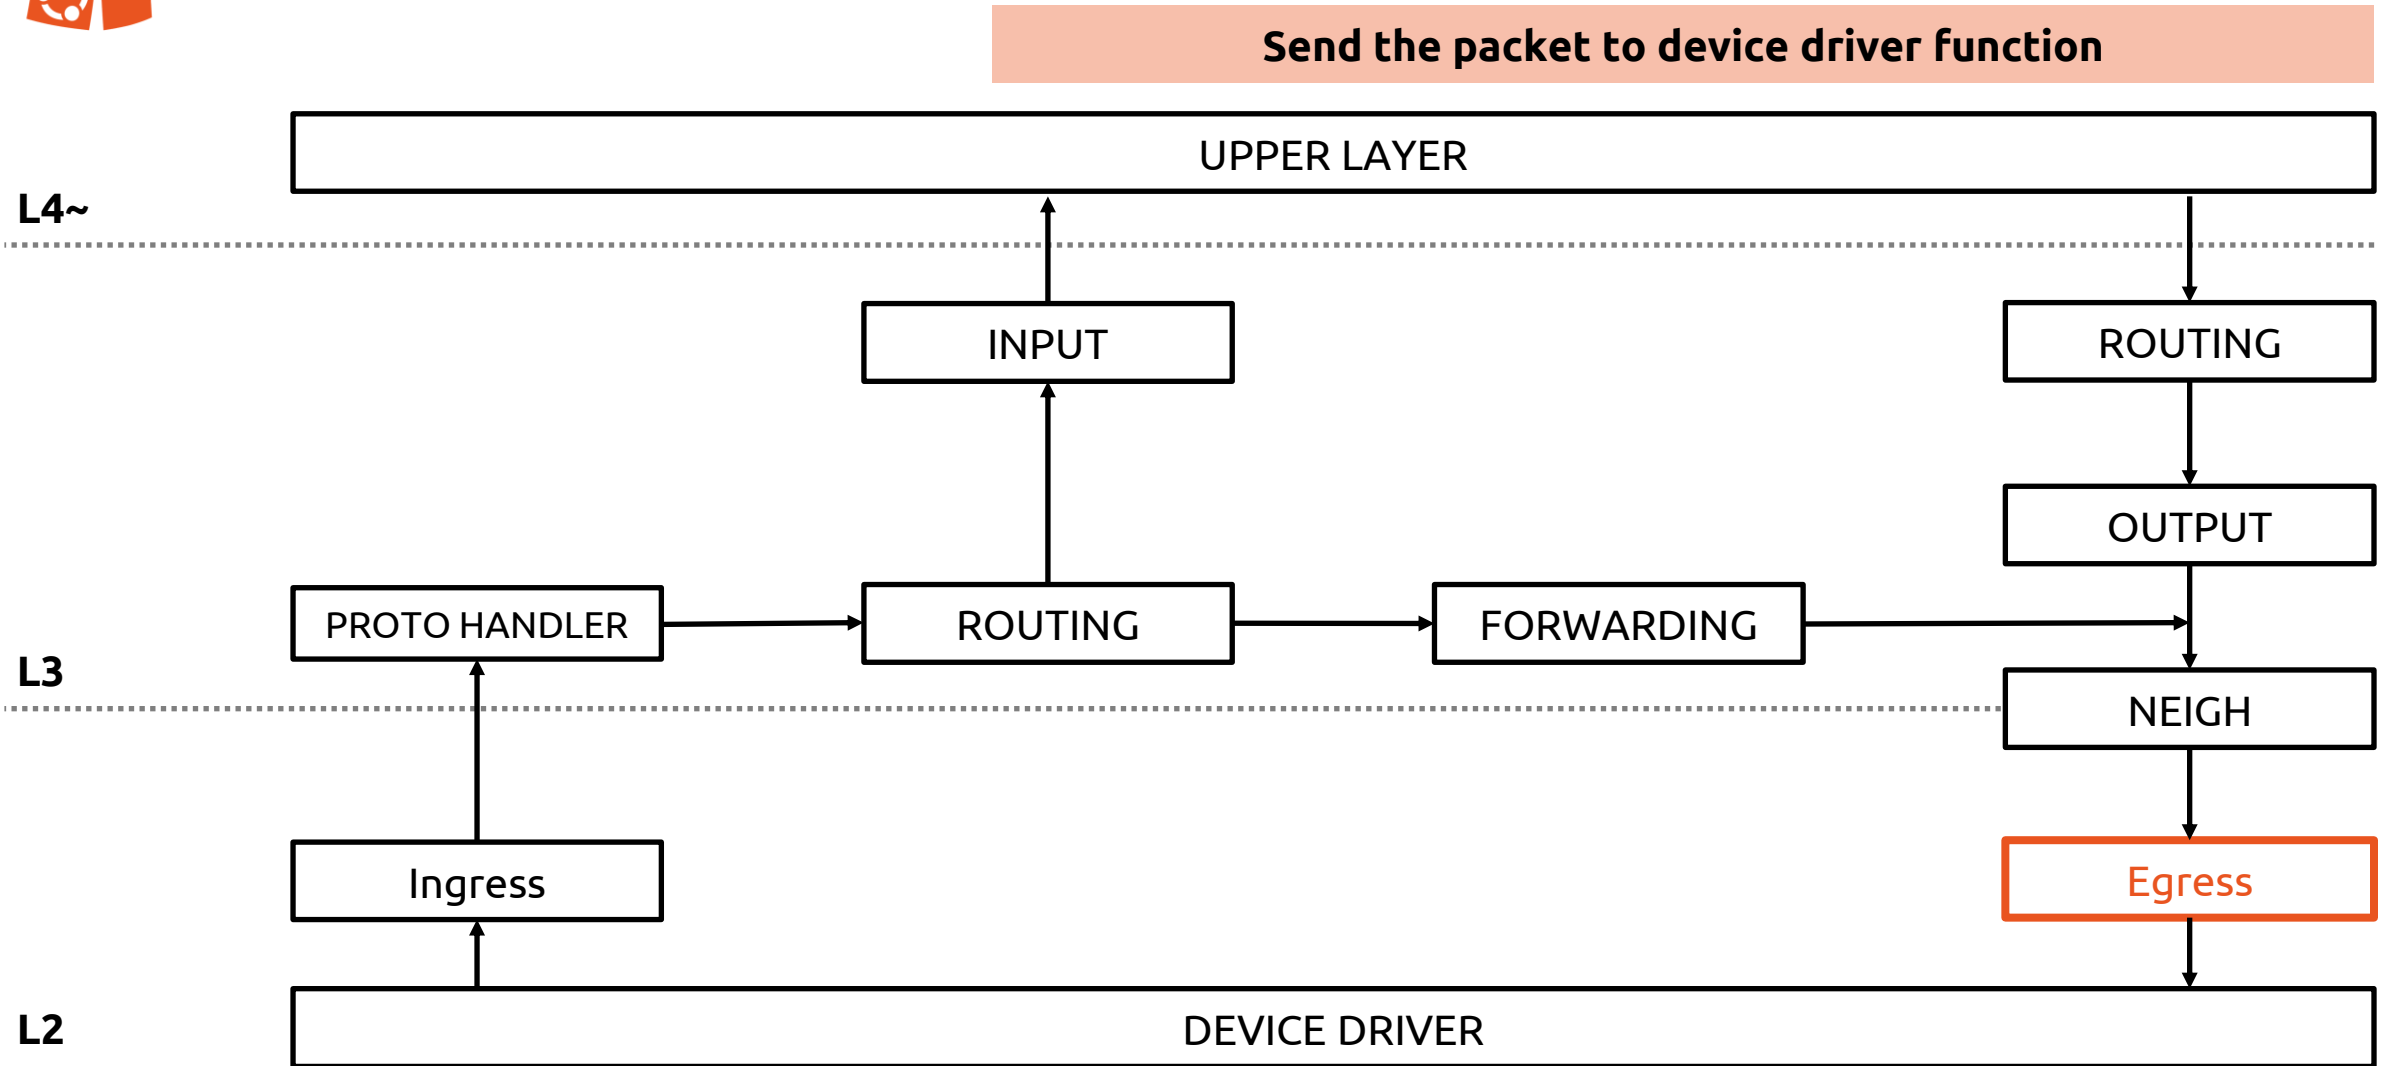 Send the packet to device driver function
UPPER LAYER
L4~
INPUT
ROUTING
OUTPUT
PROTO HANDLER
ROUTING
FORWARDING
L3
NEIGH
Ingress
Egress
L2
DEVICE DRIVER